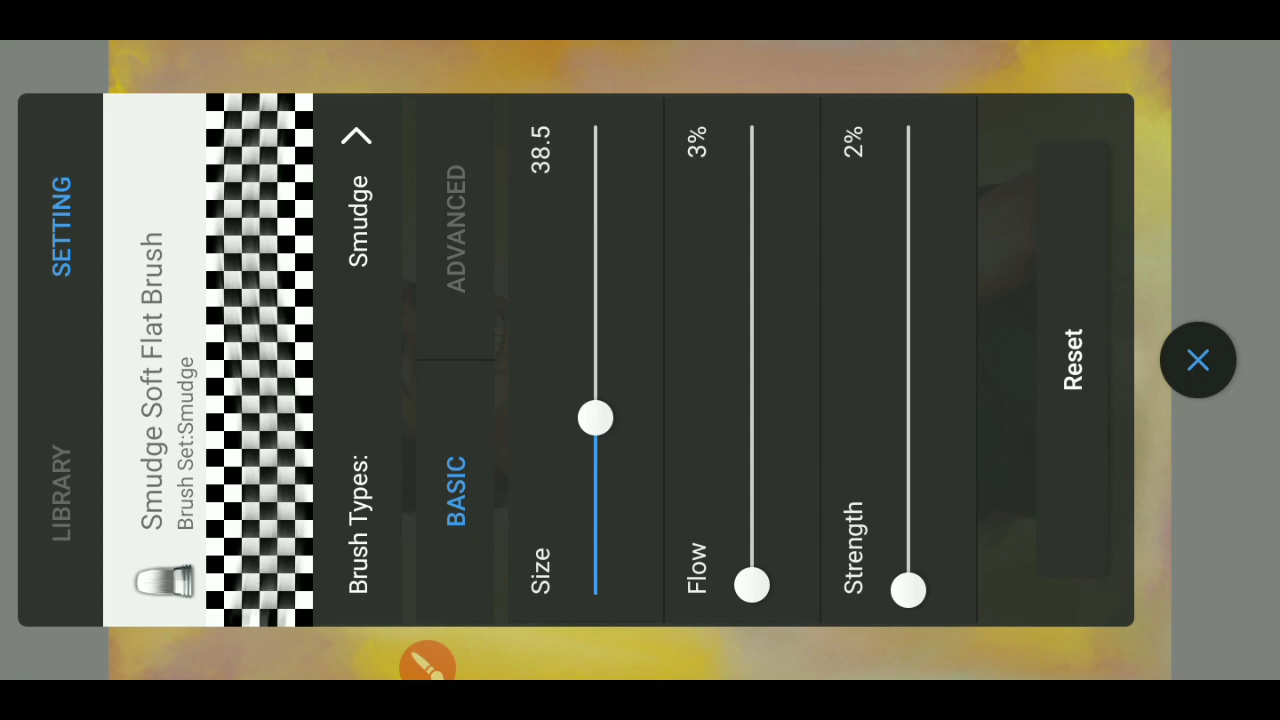 LIBRARY SETTING
Smudge Soft Flat Brush
Brush Set:Smudge
Brush Types: Smudge
BASIC ADVANCED
Size 38.5
Flow 3%
Strength 2%
Reset